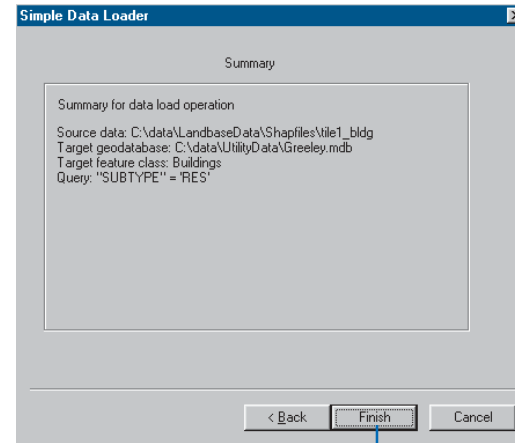 Simple Data Loader
Summary
Summary for data load operation
Source data: C:\data\LandbaseData\Shapfiles\tile1_bldg
Target geodatabase: C:\data\UtilityData\Greeley.mdb
Target feature class: Buildings
Query: "SUBTYPE" = 'RES'
< Back Finish Cancel